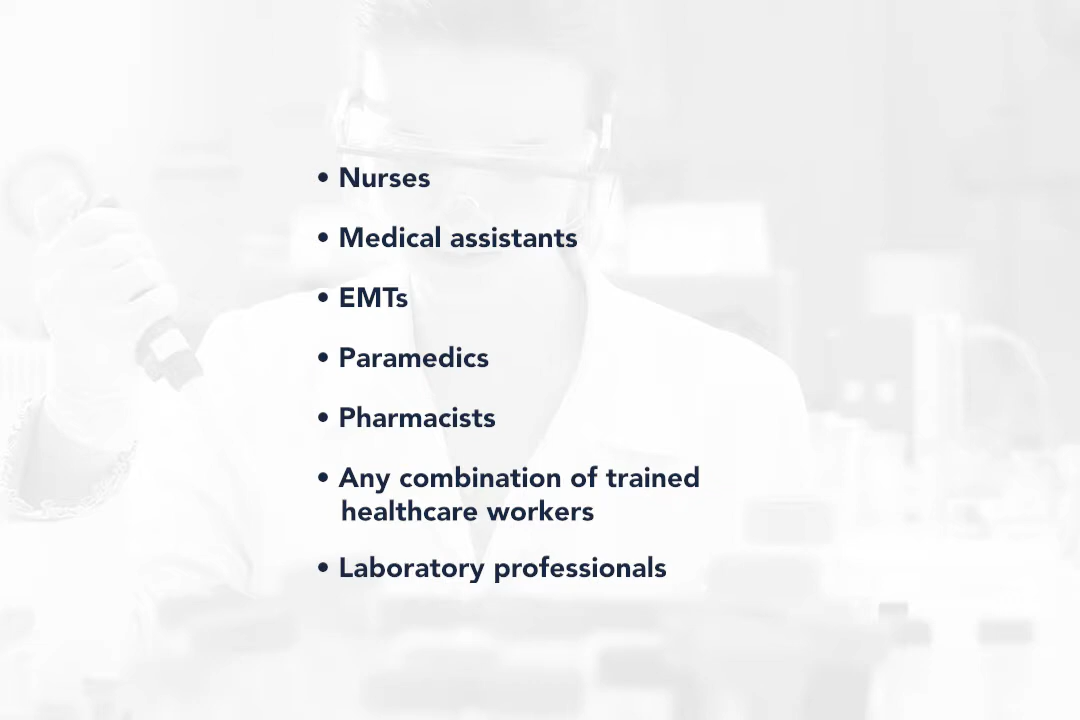 • Nurses
• Medical assistants
• EMTs
• Paramedics
• Pharmacists
• Any combination of trained
healthcare workers
• Laboratory professionals